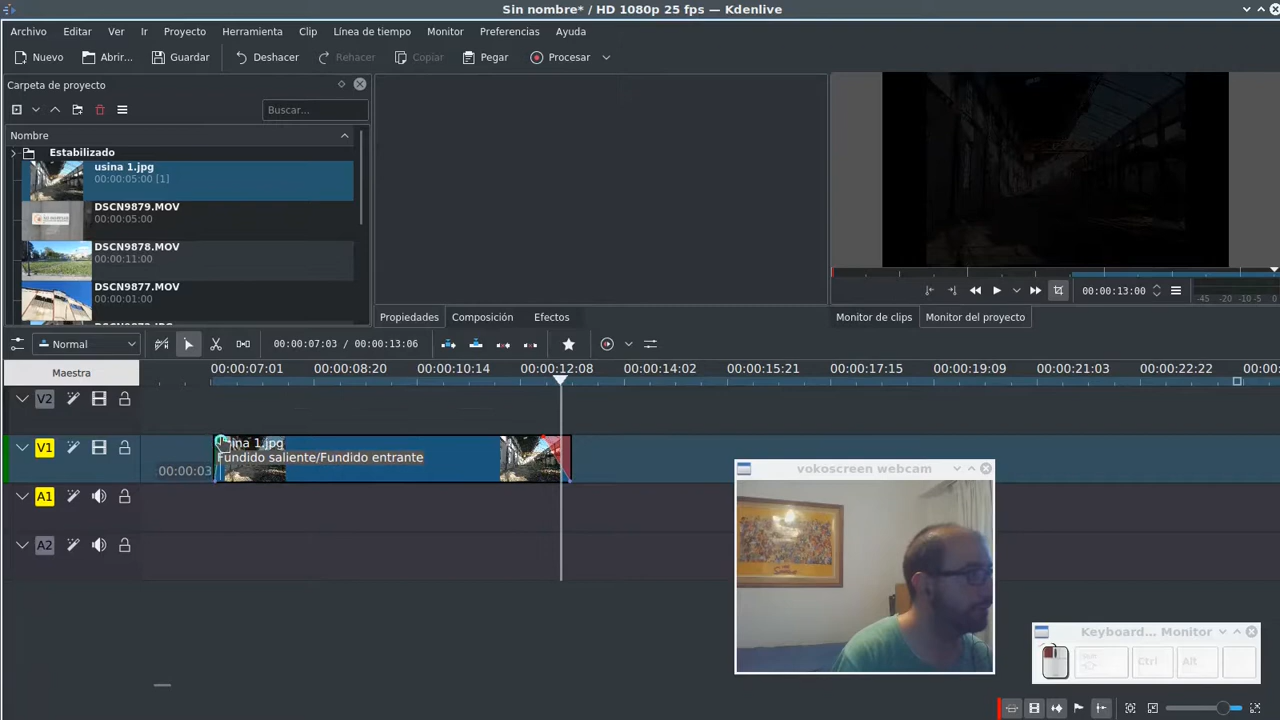 Sin nombre* / HD 1080p 25 fps — Kdenlive
Archivo Editar Ver Ir Proyecto Herramienta Clip Línea de tiempo Monitor Preferencias Ayuda
Nuevo Abrir... Guardar Deshacer Rehacer Copiar Pegar Procesar
Carpeta de proyecto
Buscar...
Nombre
Estabilizado
usina 1.jpg
00:00:05:00 [1]
DSCN9879.MOV
00:00:05:00
DSCN9878.MOV
00:00:11:00
DSCN9877.MOV
00:00:01:00
00:00:13:00
-45 -20 -10 -5 0
Propiedades Composición Efectos Monitor de clips Monitor del proyecto
Normal 00:00:07:03 / 00:00:13:06
Maestra 00:00:07:01 00:00:08:20 00:00:10:14 00:00:12:08 00:00:14:02 00:00:15:21 00:00:17:15 00:00:19:09 00:00:21:03 00:00:22:22 00:00:
V2
V1
ina 1.jpg
Fundido saliente/Fundido entrante
00:00:03
A1
A2
vokoscreen webcam
Keyboard... Monitor
Ctrl Alt